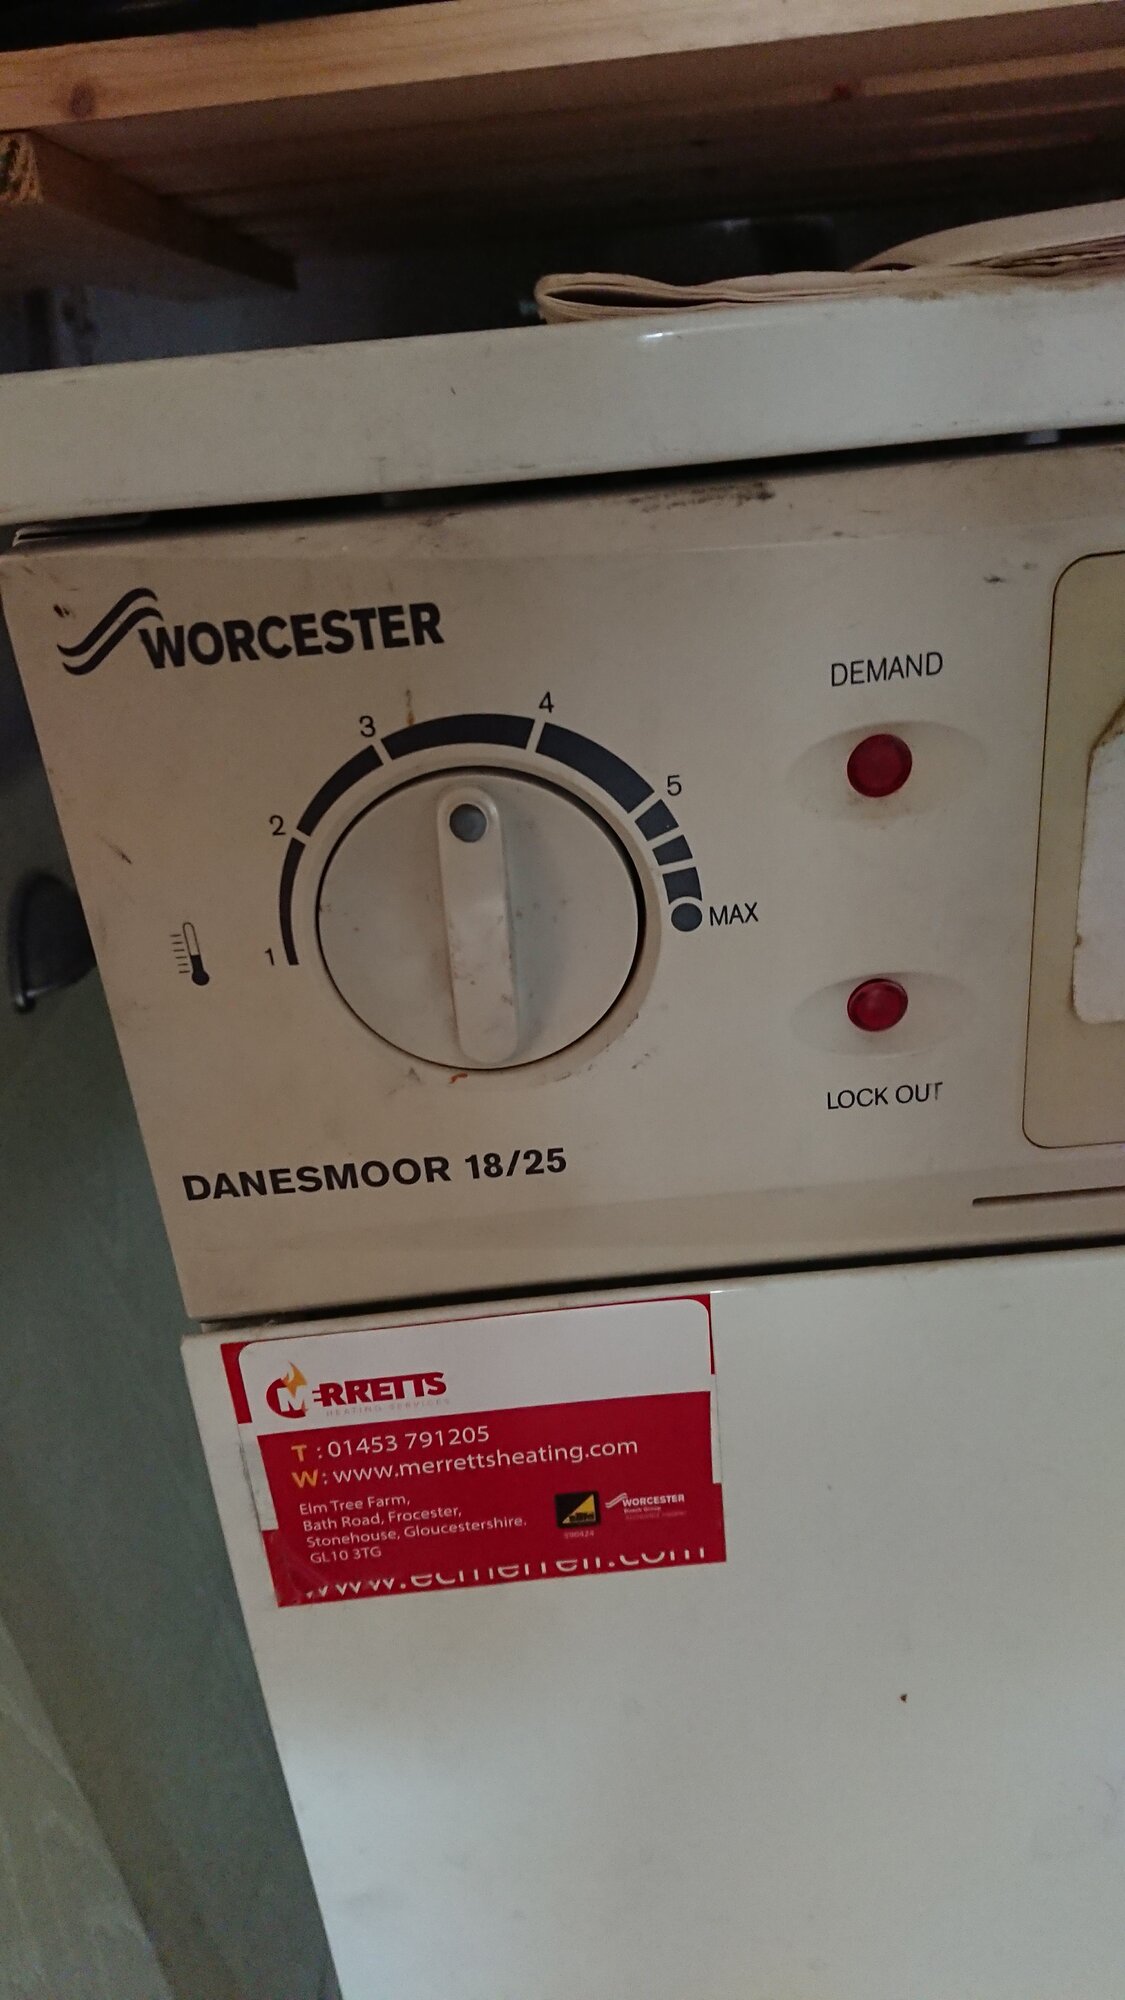 WORCESTER
DEMAND
1
2
3
4
5
MAX
LOCK OUT
DANESMOOR 18/25
MERRETTS
HEATING SERVICES
T : 01453 791205
W: www.merrettsheating.com
Elm Tree Farm,
Bath Road, Frocester,
Stonehouse, Gloucestershire.
GL10 3TG
WORCESTER